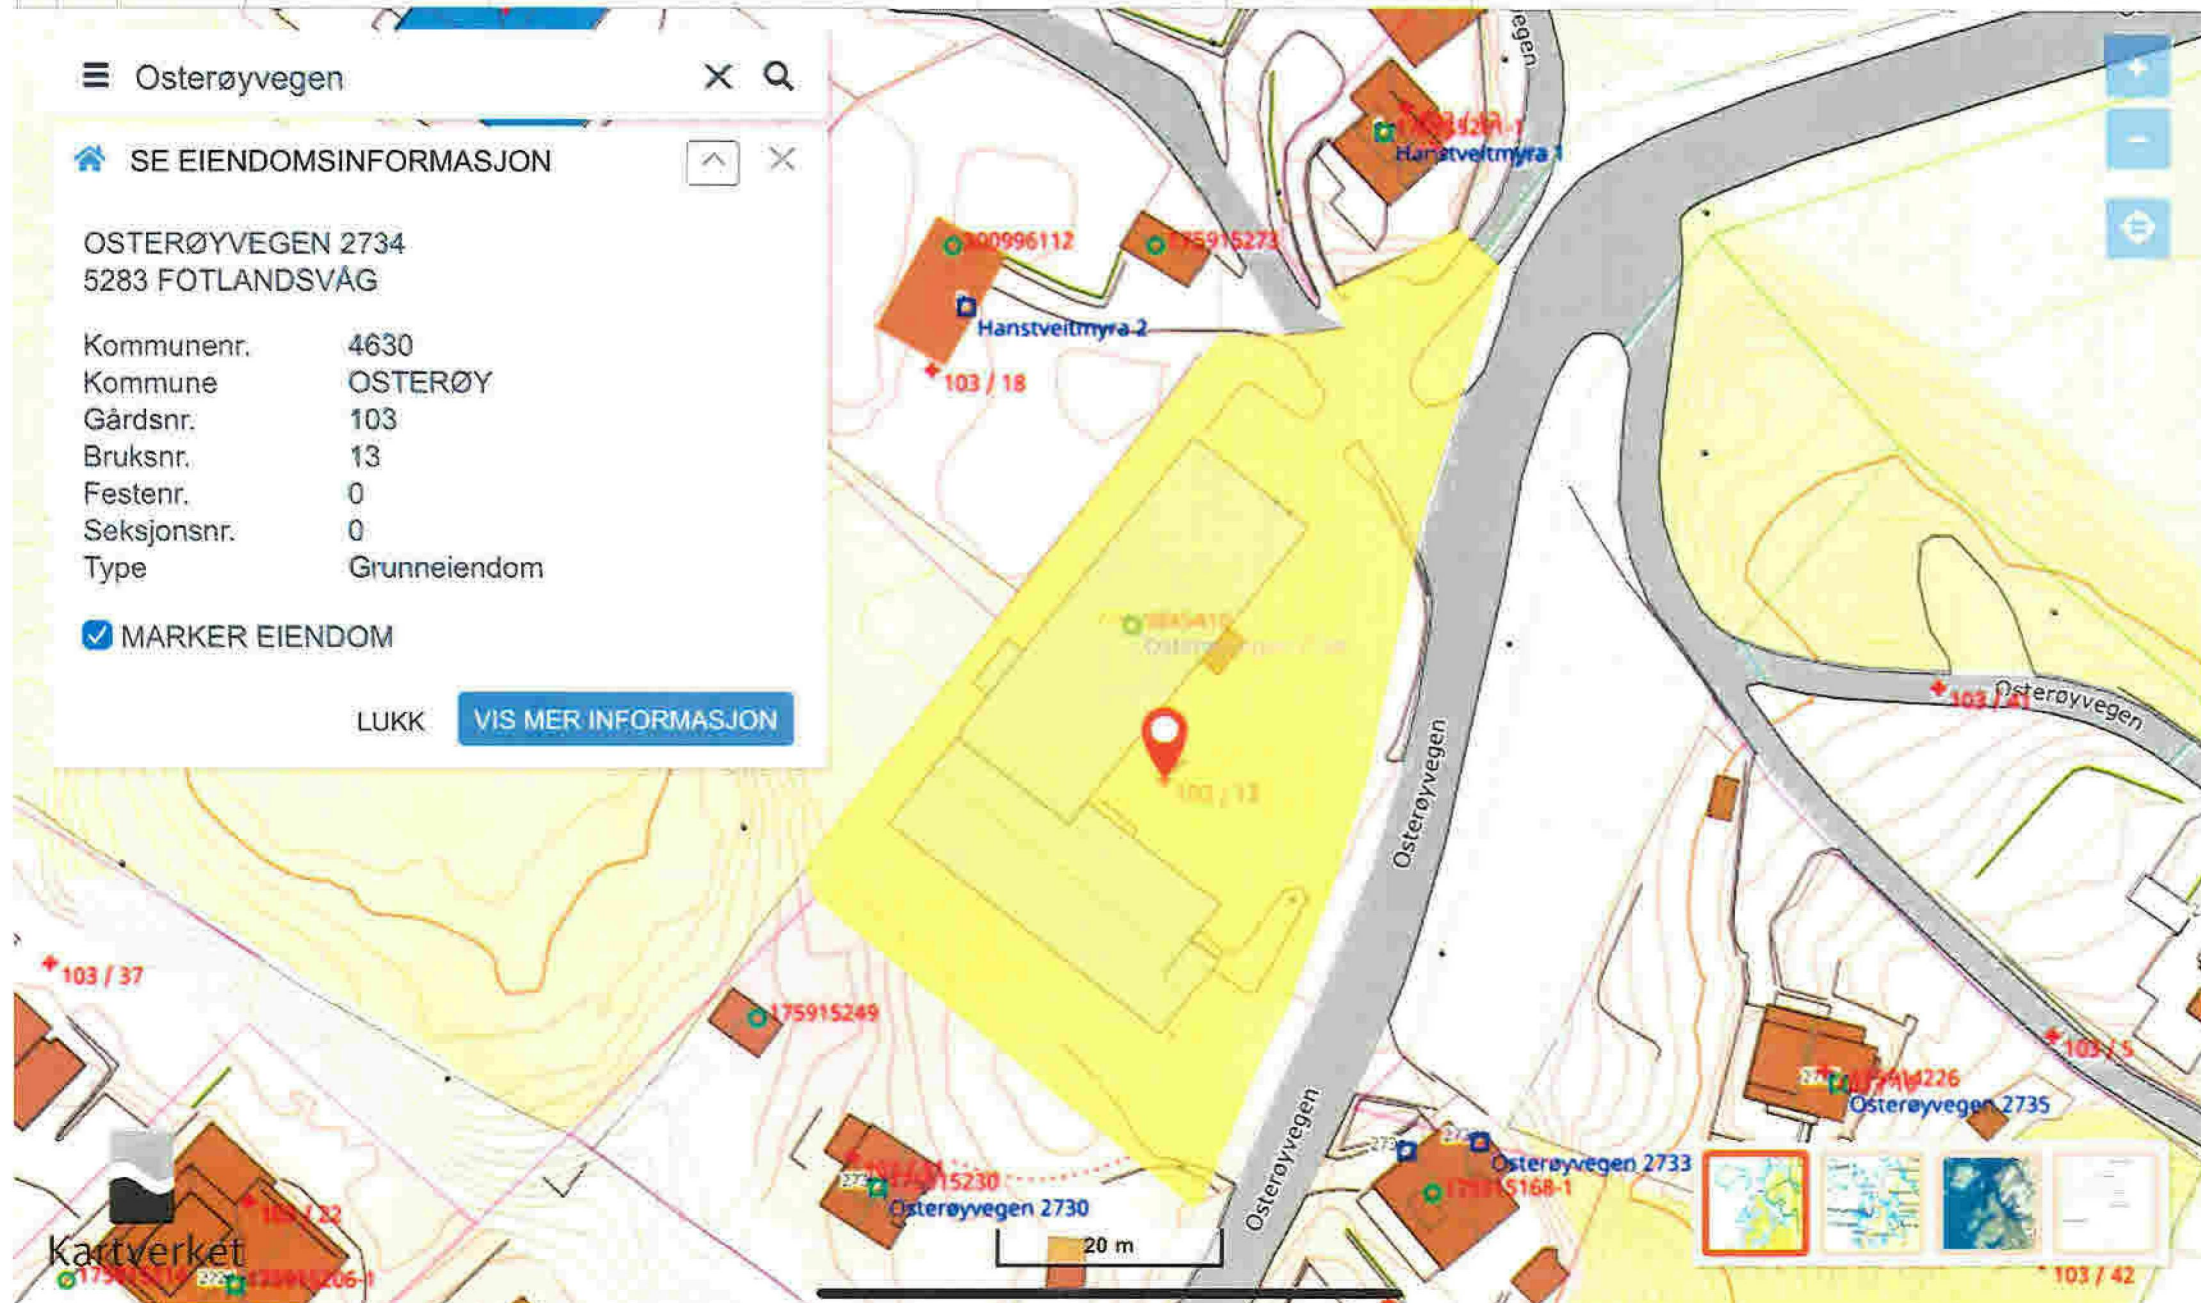 Osterøyvegen
SE EIENDOMSINFORMASJON
OSTERØYVEGEN 2734
5283 FOTLANDSVÅG
Kommunenr. 4630
Kommune OSTERØY
Gårdsnr. 103
Bruksnr. 13
Festenr. 0
Seksjonsnr. 0
Type Grunneiendom
MARKER EIENDOM
LUKK
VIS MER INFORMASJON
Hanstveitmyra 1
300996112
175915273
Hanstveitmyra 2
103 / 18
103 / 13
Osterøyvegen
103 / 41
Osterøyvegen
103 / 37
175915249
103 / 5
Osterøyvegen 2735
Osterøyvegen
Osterøyvegen 2733
175915168-1
Osterøyvegen 2730
20 m
Kartverket
103 / 42